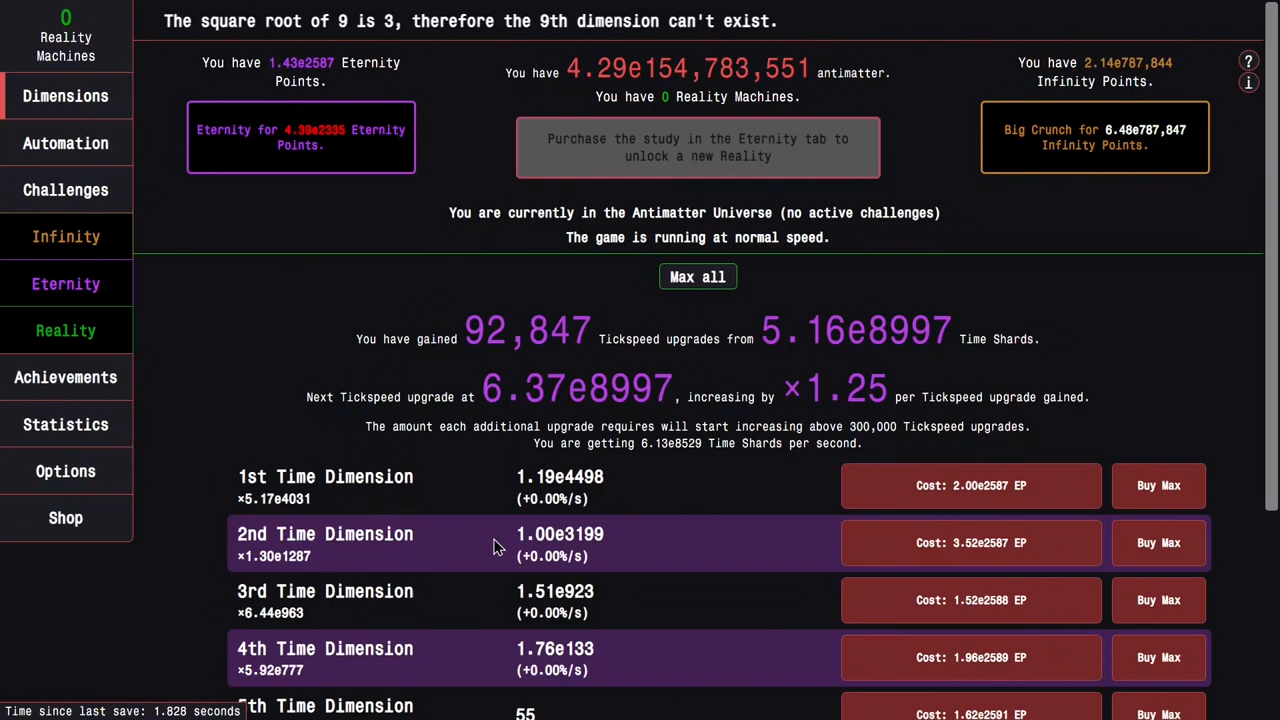 0
Reality
Machines
Dimensions
Automation
Challenges
Infinity
Eternity
Reality
Achievements
Statistics
Options
Shop
The square root of 9 is 3, therefore the 9th dimension can't exist.
You have 1.43e2587 Eternity
Points.
Eternity for 4.39e2335 Eternity
Points.
You have 4.29e154,783,551 antimatter.
You have 0 Reality Machines.
Purchase the study in the Eternity tab to
unlock a new Reality
You have 2.14e787,844
Infinity Points.
Big Crunch for 6.48e787,847
Infinity Points.
?
i
You are currently in the Antimatter Universe (no active challenges)
The game is running at normal speed.
Max all
You have gained 92,847 Tickspeed upgrades from 5.16e8997 Time Shards.
Next Tickspeed upgrade at 6.37e8997, increasing by ×1.25 per Tickspeed upgrade gained.
The amount each additional upgrade requires will start increasing above 300,000 Tickspeed upgrades.
You are getting 6.13e8529 Time Shards per second.
1st Time Dimension 1.19e4498 Cost: 2.00e2587 EP Buy Max
×5.17e4031 (+0.00%/s)
2nd Time Dimension 1.00e3199 Cost: 3.52e2587 EP Buy Max
×1.30e1287 (+0.00%/s)
3rd Time Dimension 1.51e923 Cost: 1.52e2588 EP Buy Max
×6.44e963 (+0.00%/s)
4th Time Dimension 1.76e133 Cost: 1.96e2589 EP Buy Max
×5.92e777 (+0.00%/s)
5th Time Dimension 55 Cost: 1.62e2591 EP Buy Max
Time since last save: 1.828 seconds